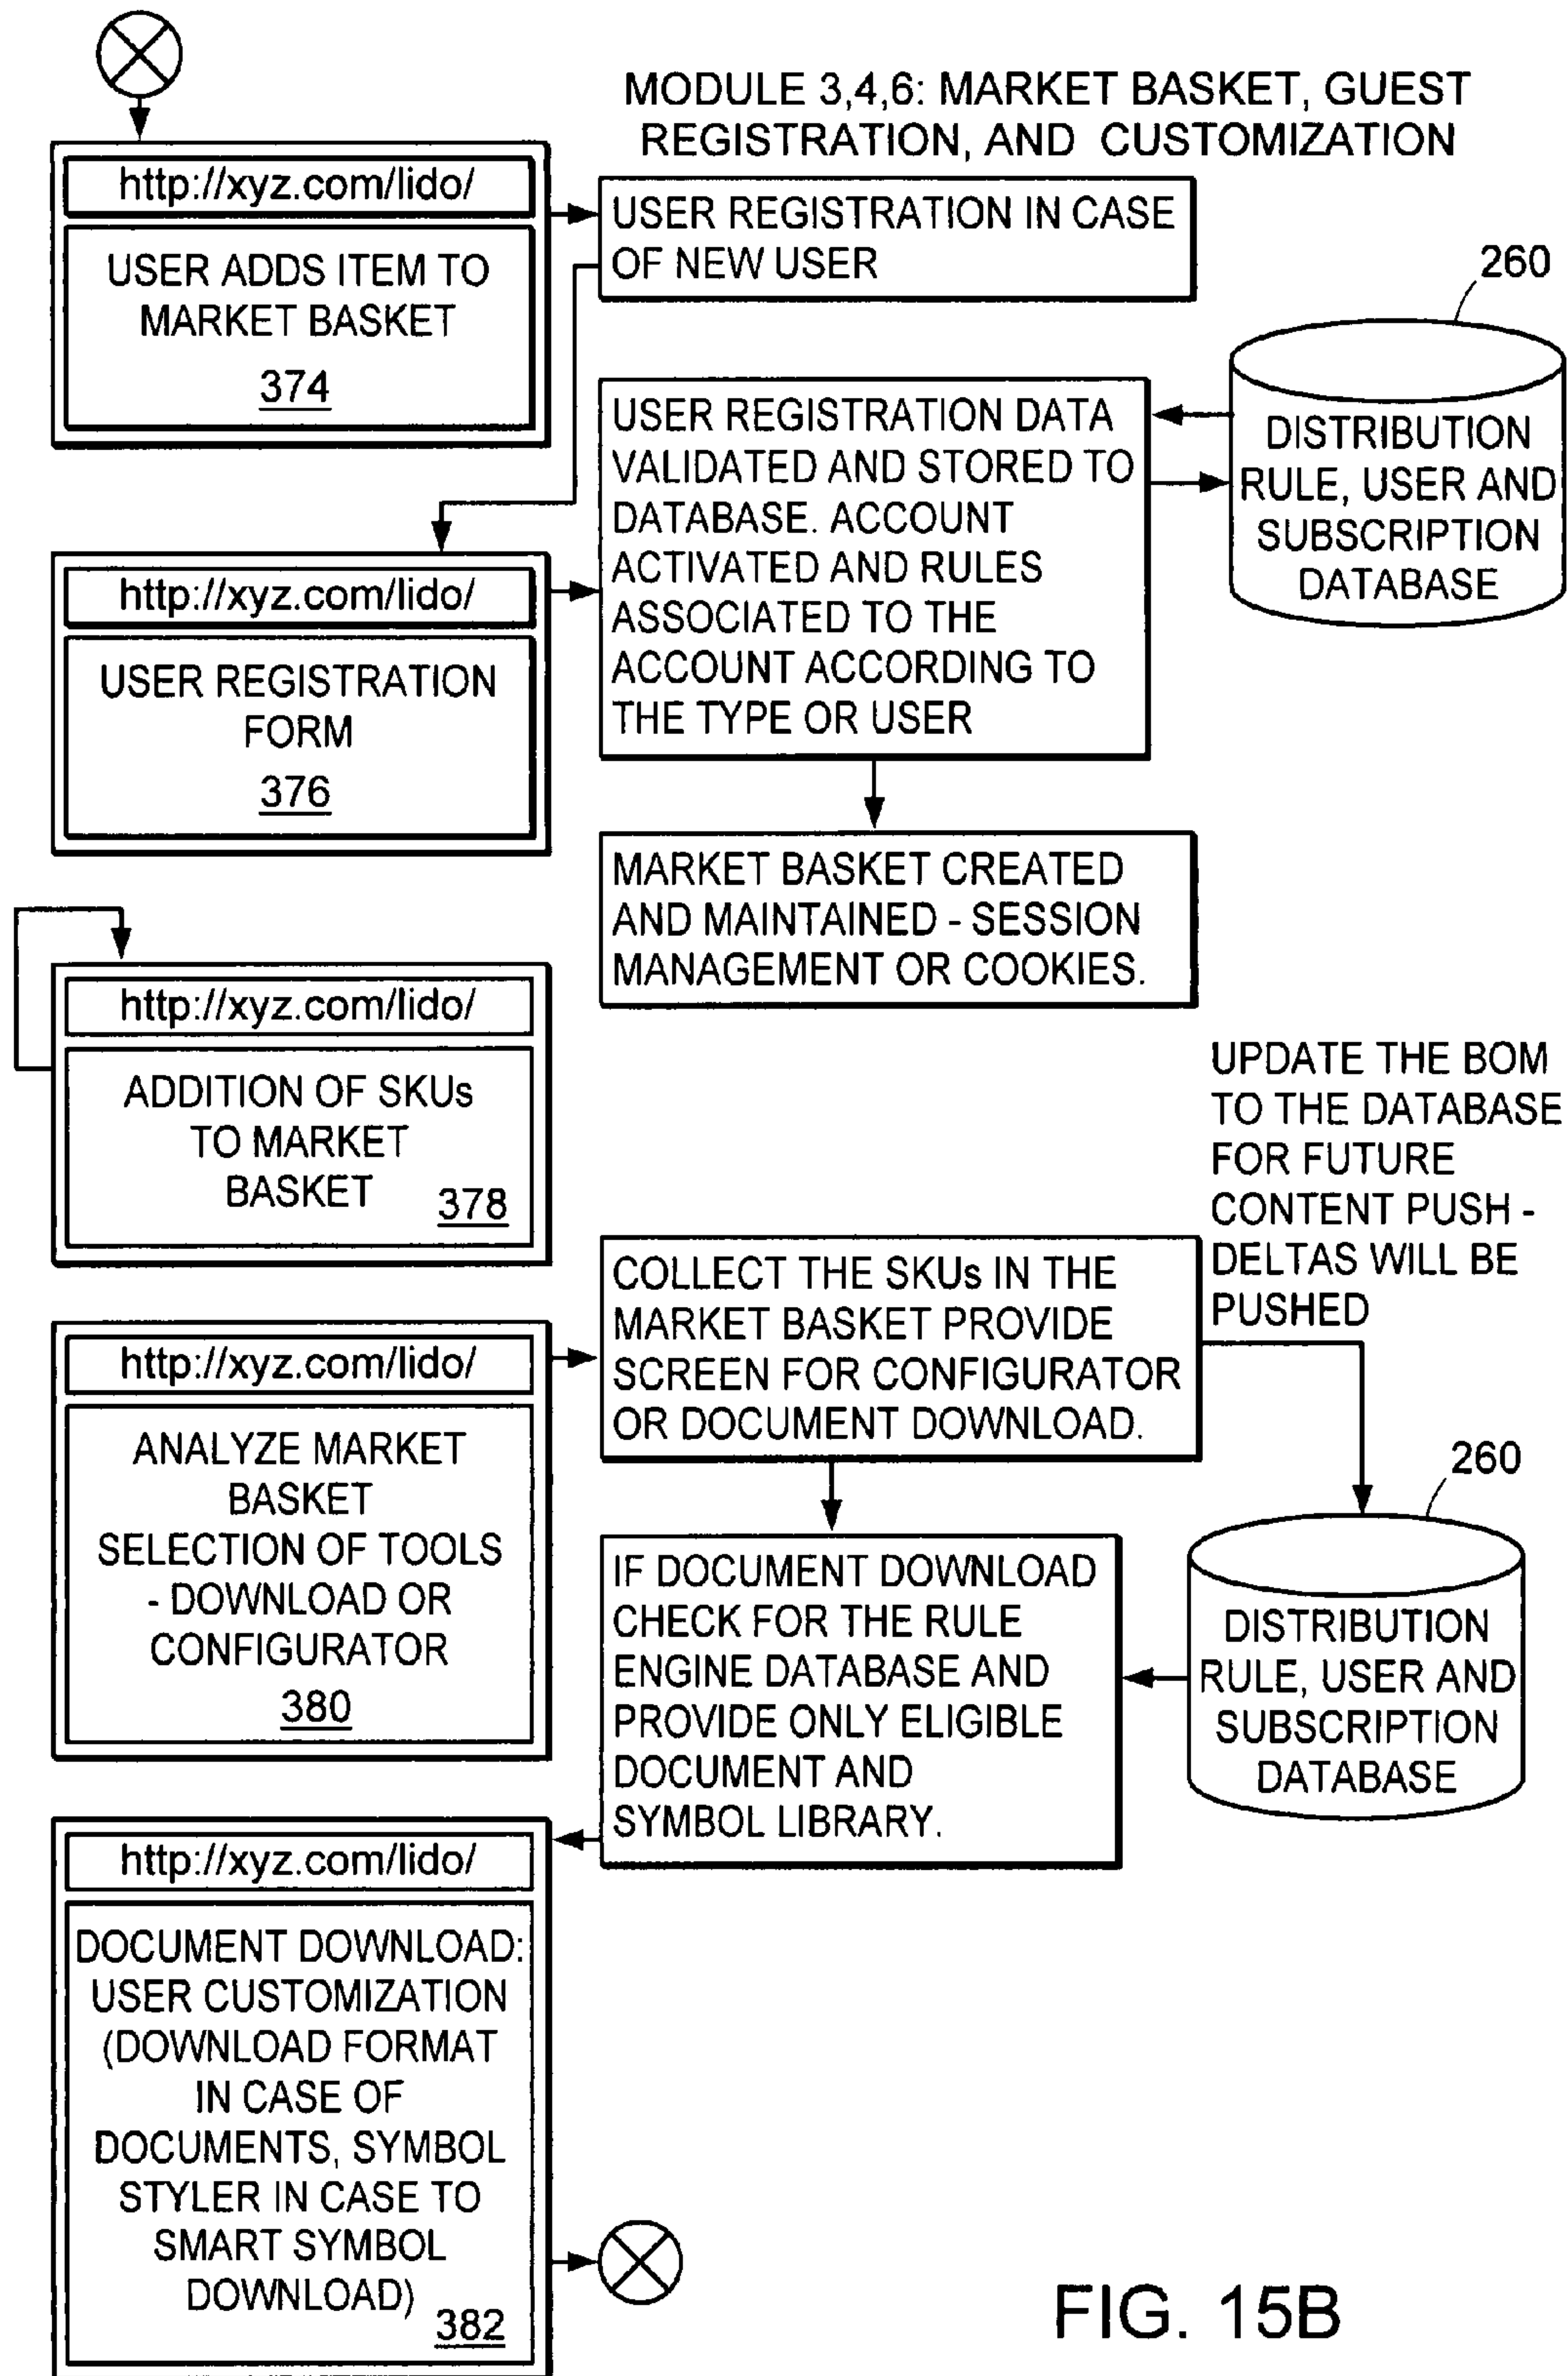 MODULE 3,4,6: MARKET BASKET, GUEST
REGISTRATION, AND CUSTOMIZATION
http://xyz.com/lido/
USER ADDS ITEM TO
MARKET BASKET
374
USER REGISTRATION IN CASE
OF NEW USER
260
DISTRIBUTION
RULE, USER AND
SUBSCRIPTION
DATABASE
USER REGISTRATION DATA
VALIDATED AND STORED TO
DATABASE. ACCOUNT
ACTIVATED AND RULES
ASSOCIATED TO THE
ACCOUNT ACCORDING TO
THE TYPE OR USER
http://xyz.com/lido/
USER REGISTRATION
FORM
376
MARKET BASKET CREATED
AND MAINTAINED - SESSION
MANAGEMENT OR COOKIES.
http://xyz.com/lido/
ADDITION OF SKUs
TO MARKET
BASKET
378
UPDATE THE BOM
TO THE DATABASE
FOR FUTURE
CONTENT PUSH -
DELTAS WILL BE
PUSHED
COLLECT THE SKUs IN THE
MARKET BASKET PROVIDE
SCREEN FOR CONFIGURATOR
OR DOCUMENT DOWNLOAD.
http://xyz.com/lido/
ANALYZE MARKET
BASKET
SELECTION OF TOOLS
- DOWNLOAD OR
CONFIGURATOR
380
260
DISTRIBUTION
RULE, USER AND
SUBSCRIPTION
DATABASE
IF DOCUMENT DOWNLOAD
CHECK FOR THE RULE
ENGINE DATABASE AND
PROVIDE ONLY ELIGIBLE
DOCUMENT AND
SYMBOL LIBRARY.
http://xyz.com/lido/
DOCUMENT DOWNLOAD:
USER CUSTOMIZATION
(DOWNLOAD FORMAT
IN CASE OF
DOCUMENTS, SYMBOL
STYLER IN CASE TO
SMART SYMBOL
DOWNLOAD)
382
FIG. 15B